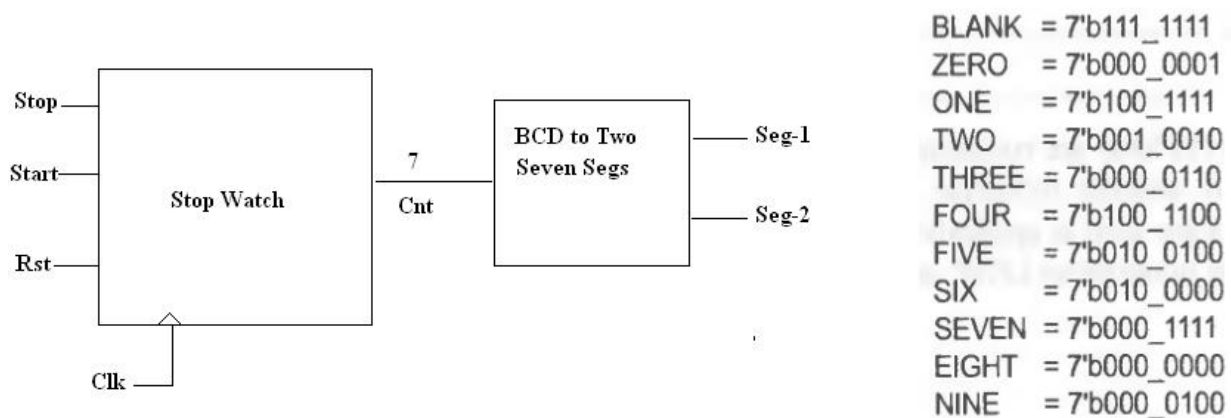 Stop
Start
Rst
Clk
Stop Watch
7
Cnt
BCD to Two
Seven Segs
Seg-1
Seg-2
BLANK = 7'b111_1111
ZERO = 7'b000_0001
ONE = 7'b100_1111
TWO = 7'b001_0010
THREE = 7'b000_0110
FOUR = 7'b100_1100
FIVE = 7'b010_0100
SIX = 7'b010_0000
SEVEN = 7'b000_1111
EIGHT = 7'b000_0000
NINE = 7'b000_0100